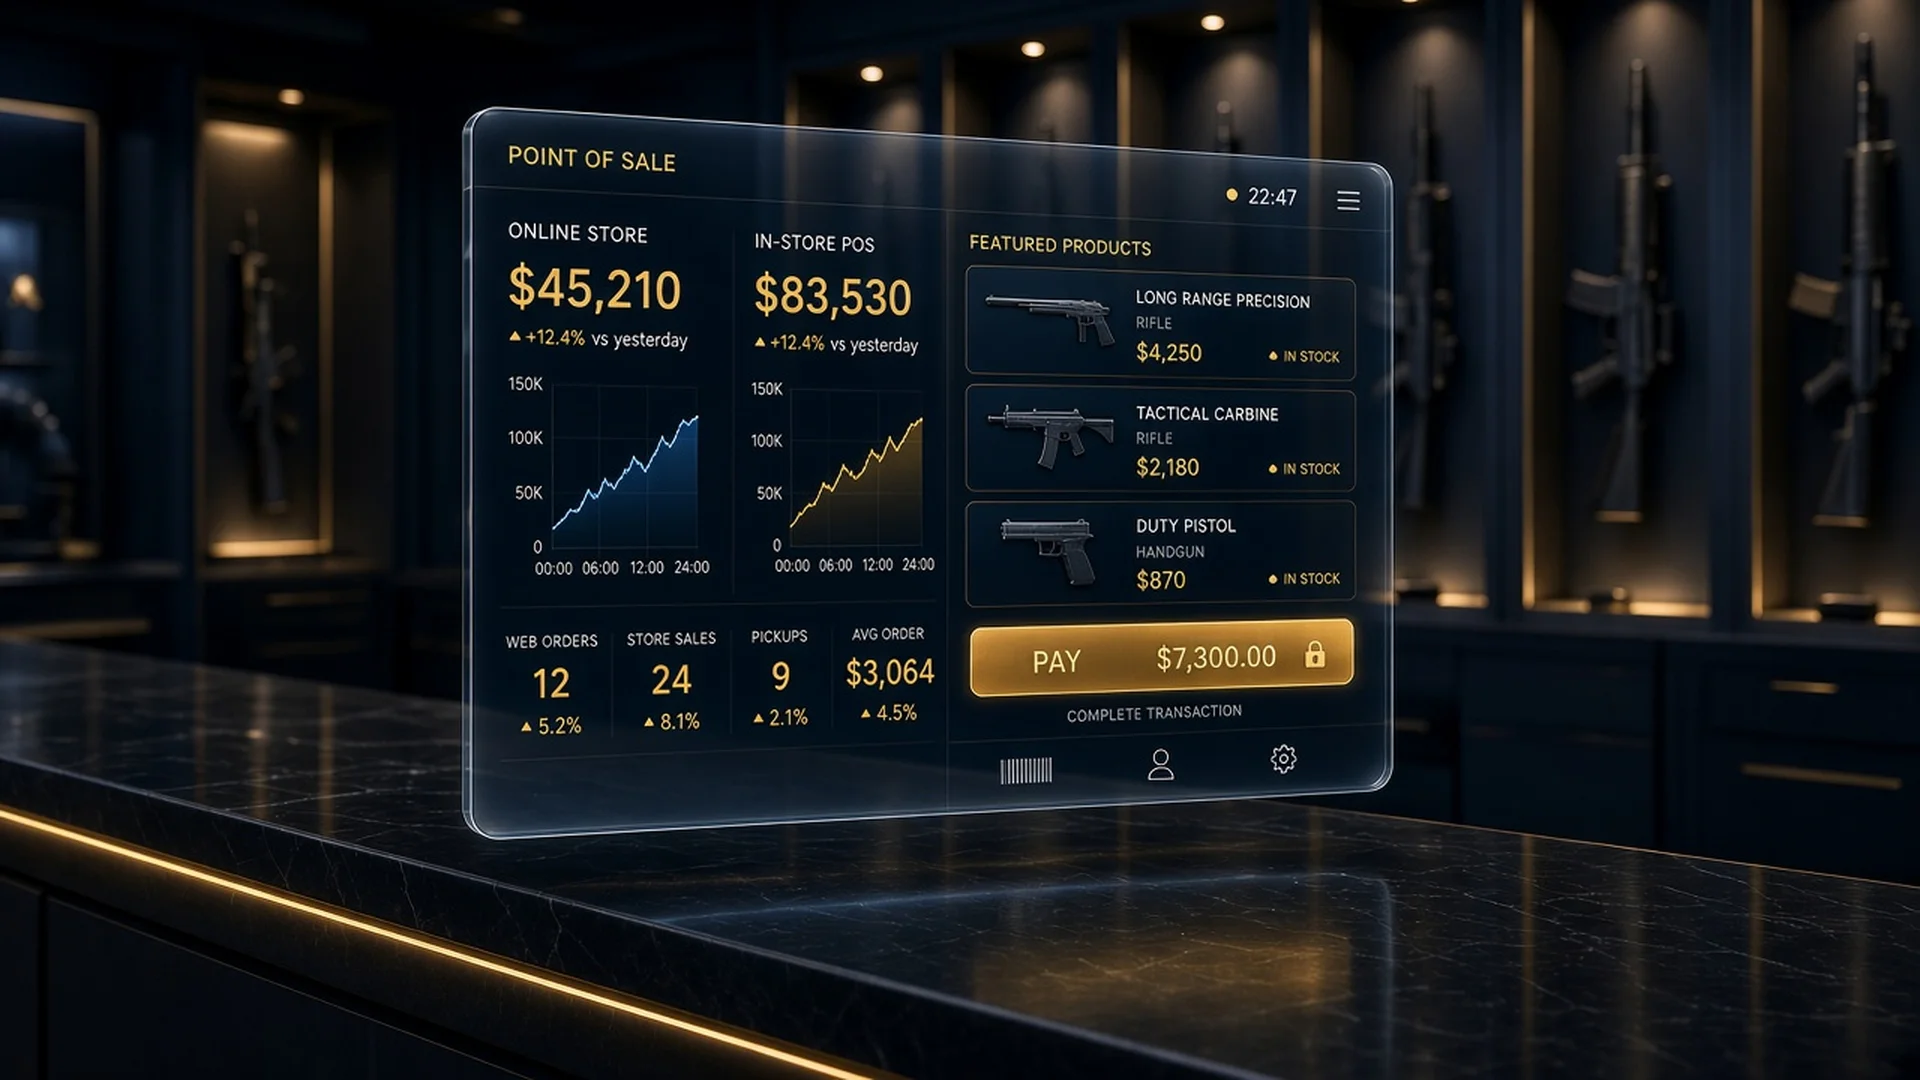 POINT OF SALE
22:47
ONLINE STORE
$45,210
+12.4% vs yesterday
150K
100K
50K
0
00:00 06:00 12:00 24:00
IN-STORE POS
$83,530
+12.4% vs yesterday
150K
100K
50K
0
00:00 06:00 12:00 24:00
WEB ORDERS
12
5.2%
STORE SALES
24
8.1%
PICKUPS
9
2.1%
AVG ORDER
$3,064
4.5%
FEATURED PRODUCTS
LONG RANGE PRECISION
RIFLE
$4,250 IN STOCK
TACTICAL CARBINE
RIFLE
$2,180 IN STOCK
DUTY PISTOL
HANDGUN
$870 IN STOCK
PAY $7,300.00
COMPLETE TRANSACTION